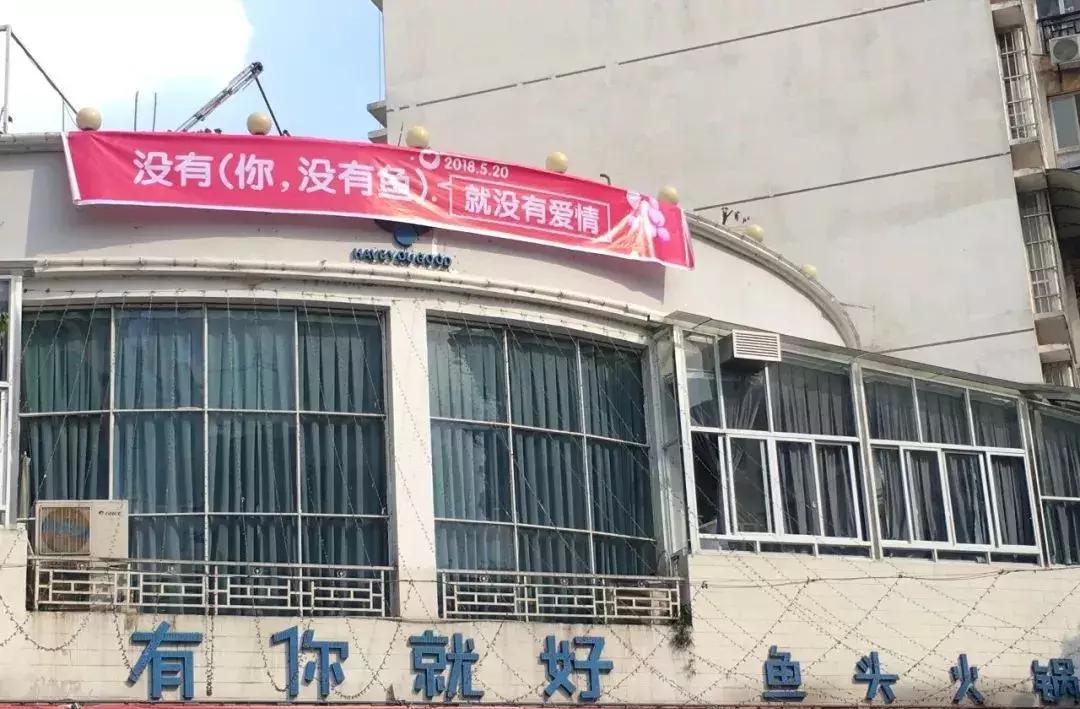 没有(你,没有鱼)
2018.5.20
就没有爱情
HAVEYOUGOOD
有你就好
鱼头火锅